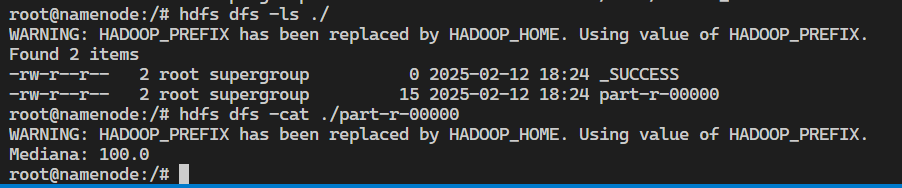 root@namenode:/# hdfs dfs -ls ./
WARNING: HADOOP_PREFIX has been replaced by HADOOP_HOME. Using value of HADOOP_PREFIX.
Found 2 items
-rw-r--r--   2 root supergroup          0 2025-02-12 18:24 _SUCCESS
-rw-r--r--   2 root supergroup         15 2025-02-12 18:24 part-r-00000
root@namenode:/# hdfs dfs -cat ./part-r-00000
WARNING: HADOOP_PREFIX has been replaced by HADOOP_HOME. Using value of HADOOP_PREFIX.
Mediana: 100.0
root@namenode:/#